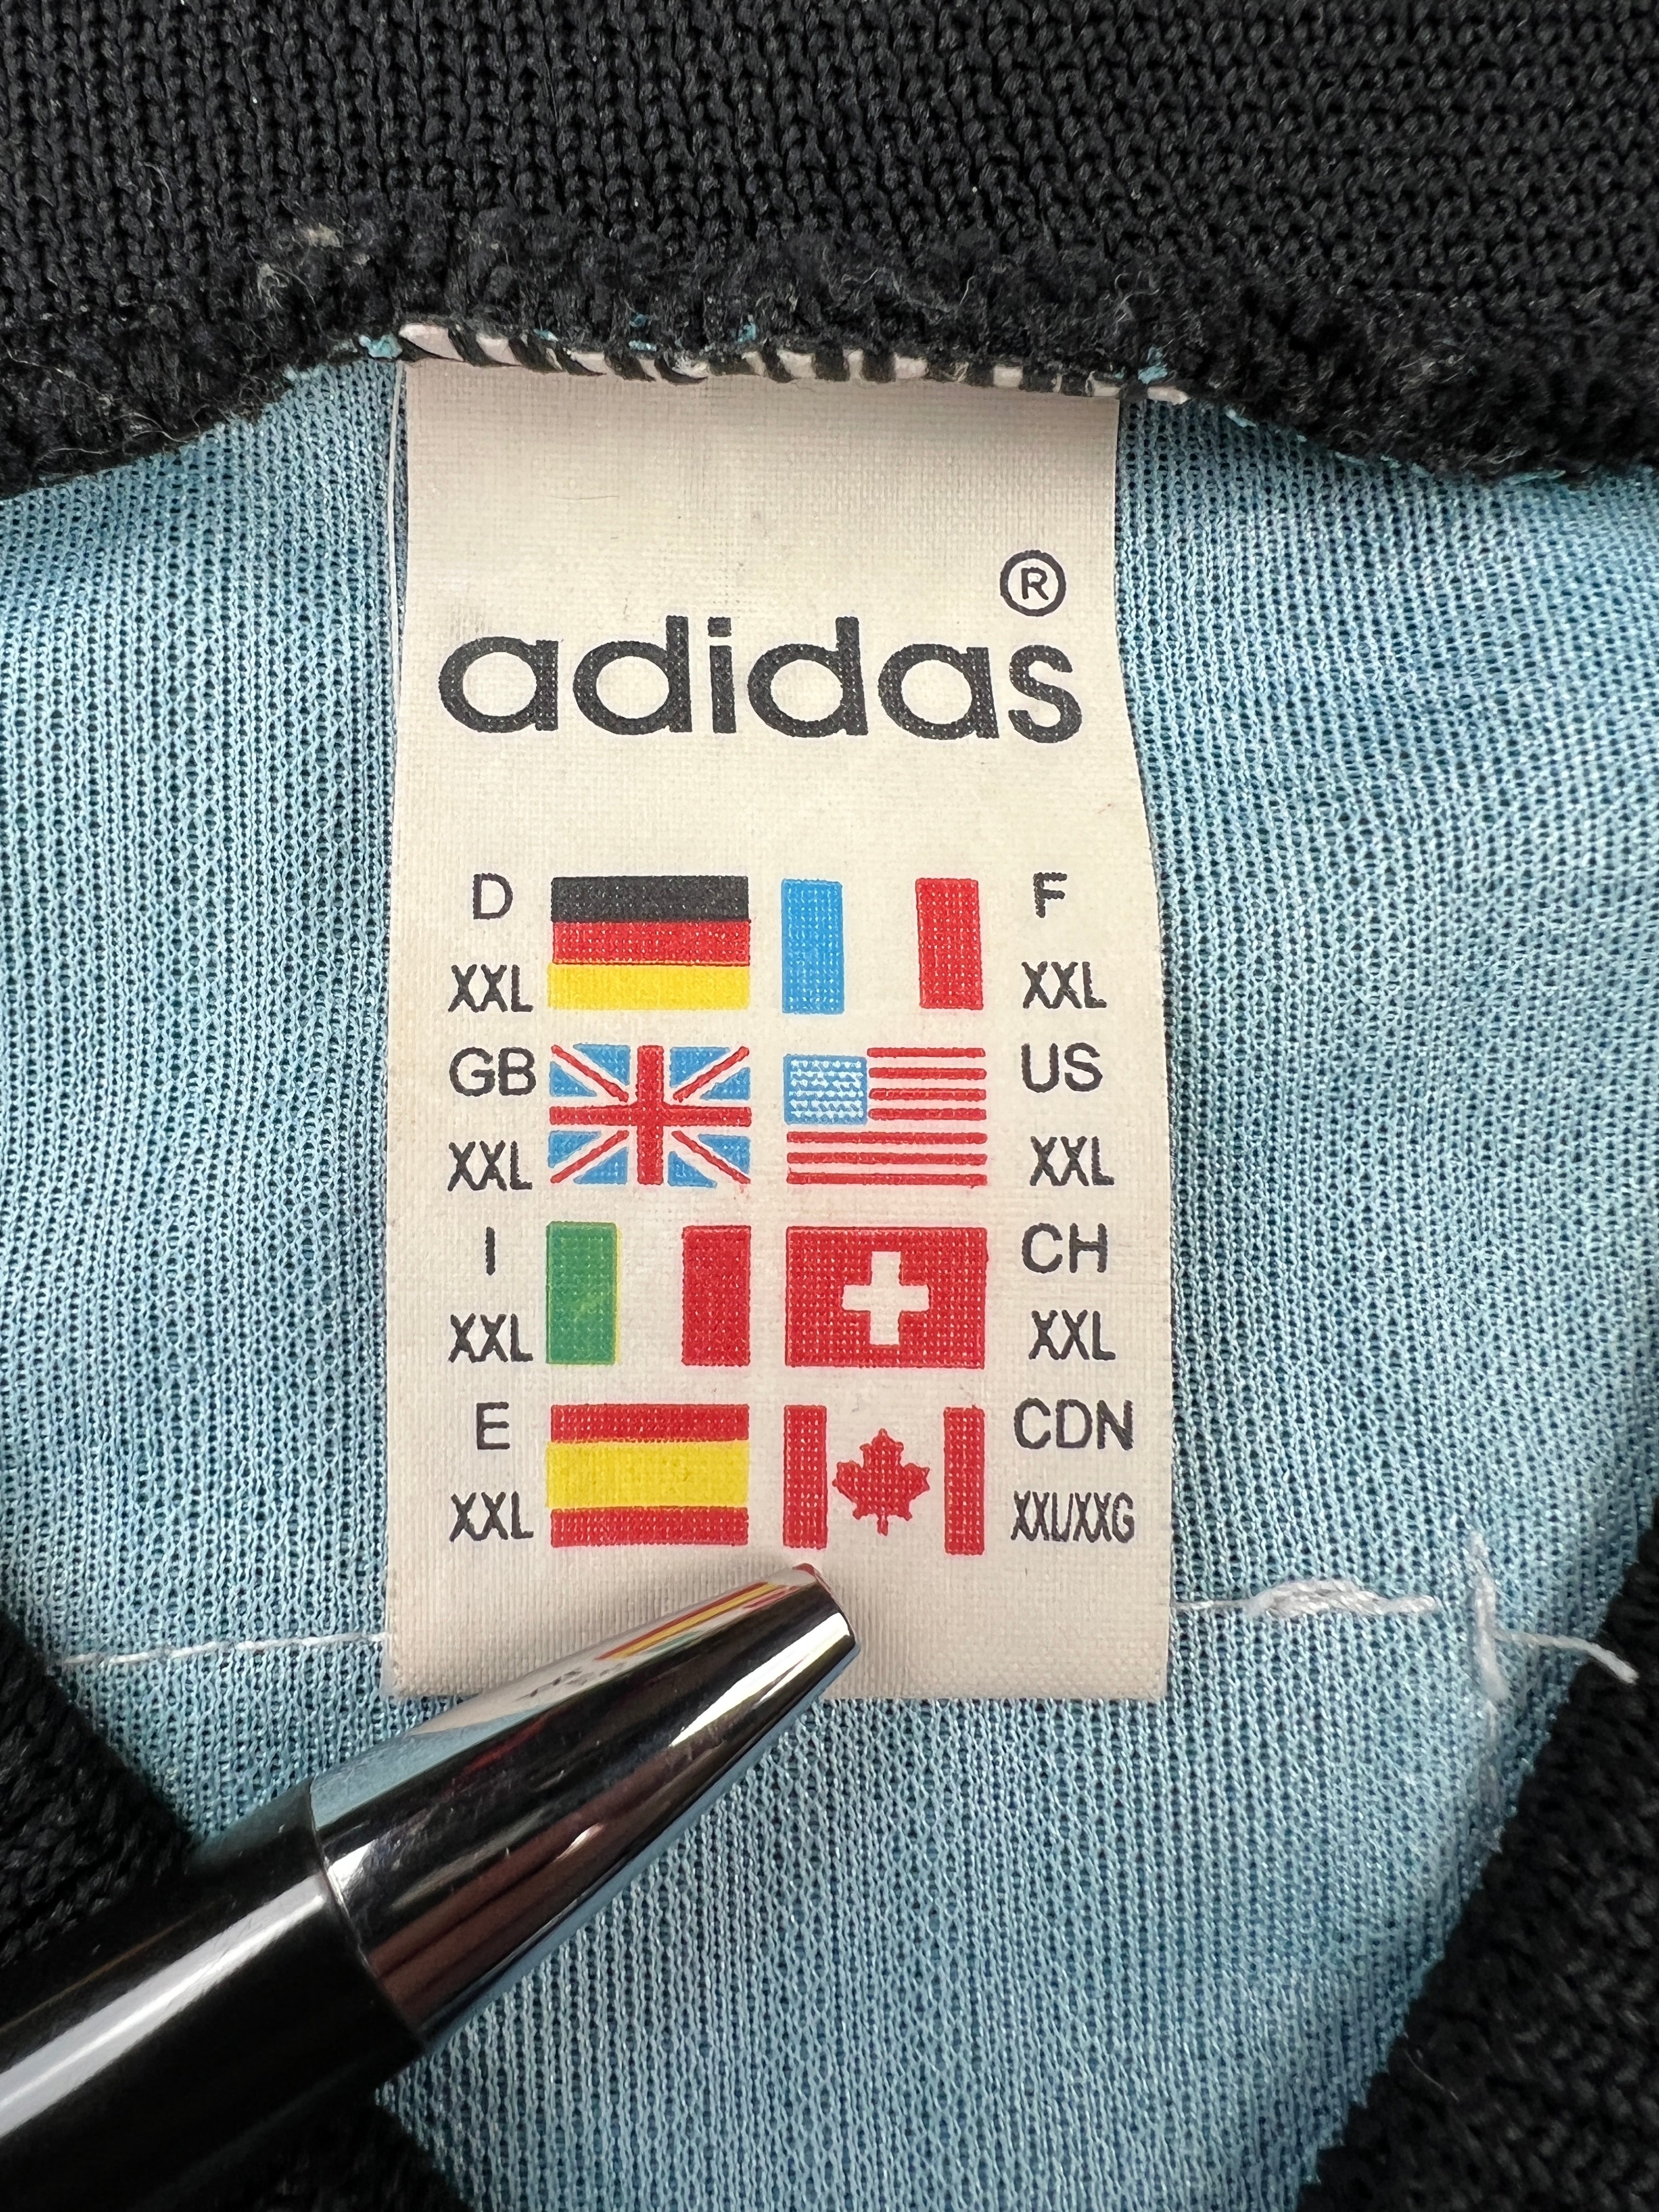 adidas®
D F
XXL XXL
GB US
XXL XXL
I CH
XXL XXL
E CDN
XXL XXL/XXG